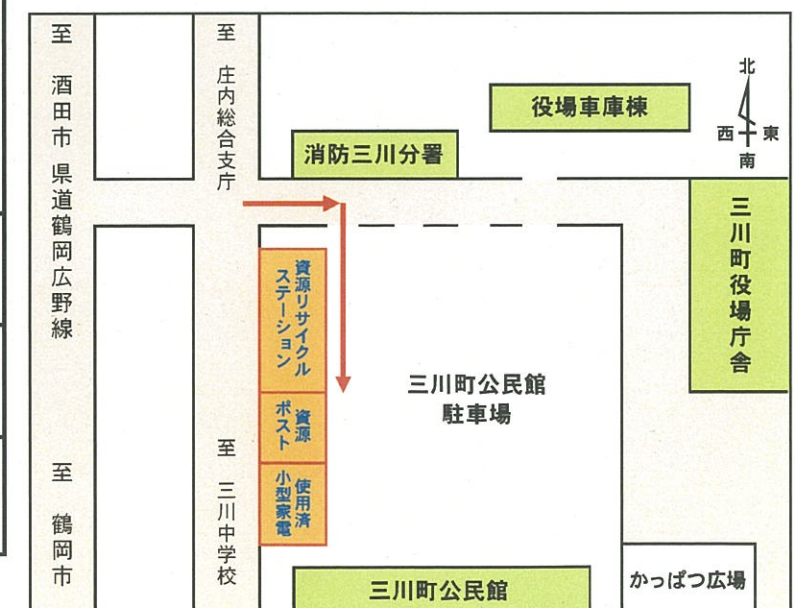 至 酒田市 県道鶴岡広野線
至 鶴岡市
至 庄内総合支庁
至 三川中学校
消防三川分署
役場車庫棟
北
西
東
南
三川町役場庁舎
資源リサイクル
ステーション
資源
ポスト
使用済
小型家電
三川町公民館
駐車場
三川町公民館
かっぱつ広場